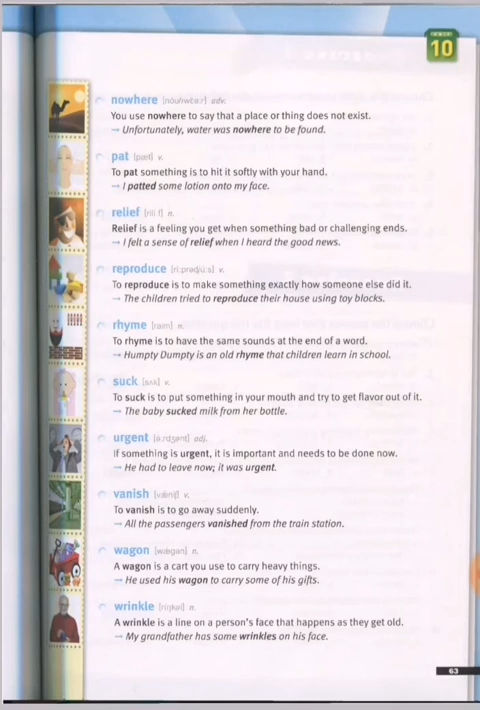 UNIT
10
nowhere [nóuhwɛ̀ər] adv.
You use nowhere to say that a place or thing does not exist.
→ Unfortunately, water was nowhere to be found.
pat [pæt] v.
To pat something is to hit it softly with your hand.
→ I patted some lotion onto my face.
relief [rilíːf] n.
Relief is a feeling you get when something bad or challenging ends.
→ I felt a sense of relief when I heard the good news.
reproduce [rìːprədjúːs] v.
To reproduce is to make something exactly how someone else did it.
→ The children tried to reproduce their house using toy blocks.
rhyme [raim] n.
To rhyme is to have the same sounds at the end of a word.
→ Humpty Dumpty is an old rhyme that children learn in school.
suck [sʌk] v.
To suck is to put something in your mouth and try to get flavor out of it.
→ The baby sucked milk from her bottle.
urgent [ə́ːrdʒənt] adj.
If something is urgent, it is important and needs to be done now.
→ He had to leave now; it was urgent.
vanish [vǽniʃ] v.
To vanish is to go away suddenly.
→ All the passengers vanished from the train station.
wagon [wǽgən] n.
A wagon is a cart you use to carry heavy things.
→ He used his wagon to carry some of his gifts.
wrinkle [ríŋkəl] n.
A wrinkle is a line on a person's face that happens as they get old.
→ My grandfather has some wrinkles on his face.
63